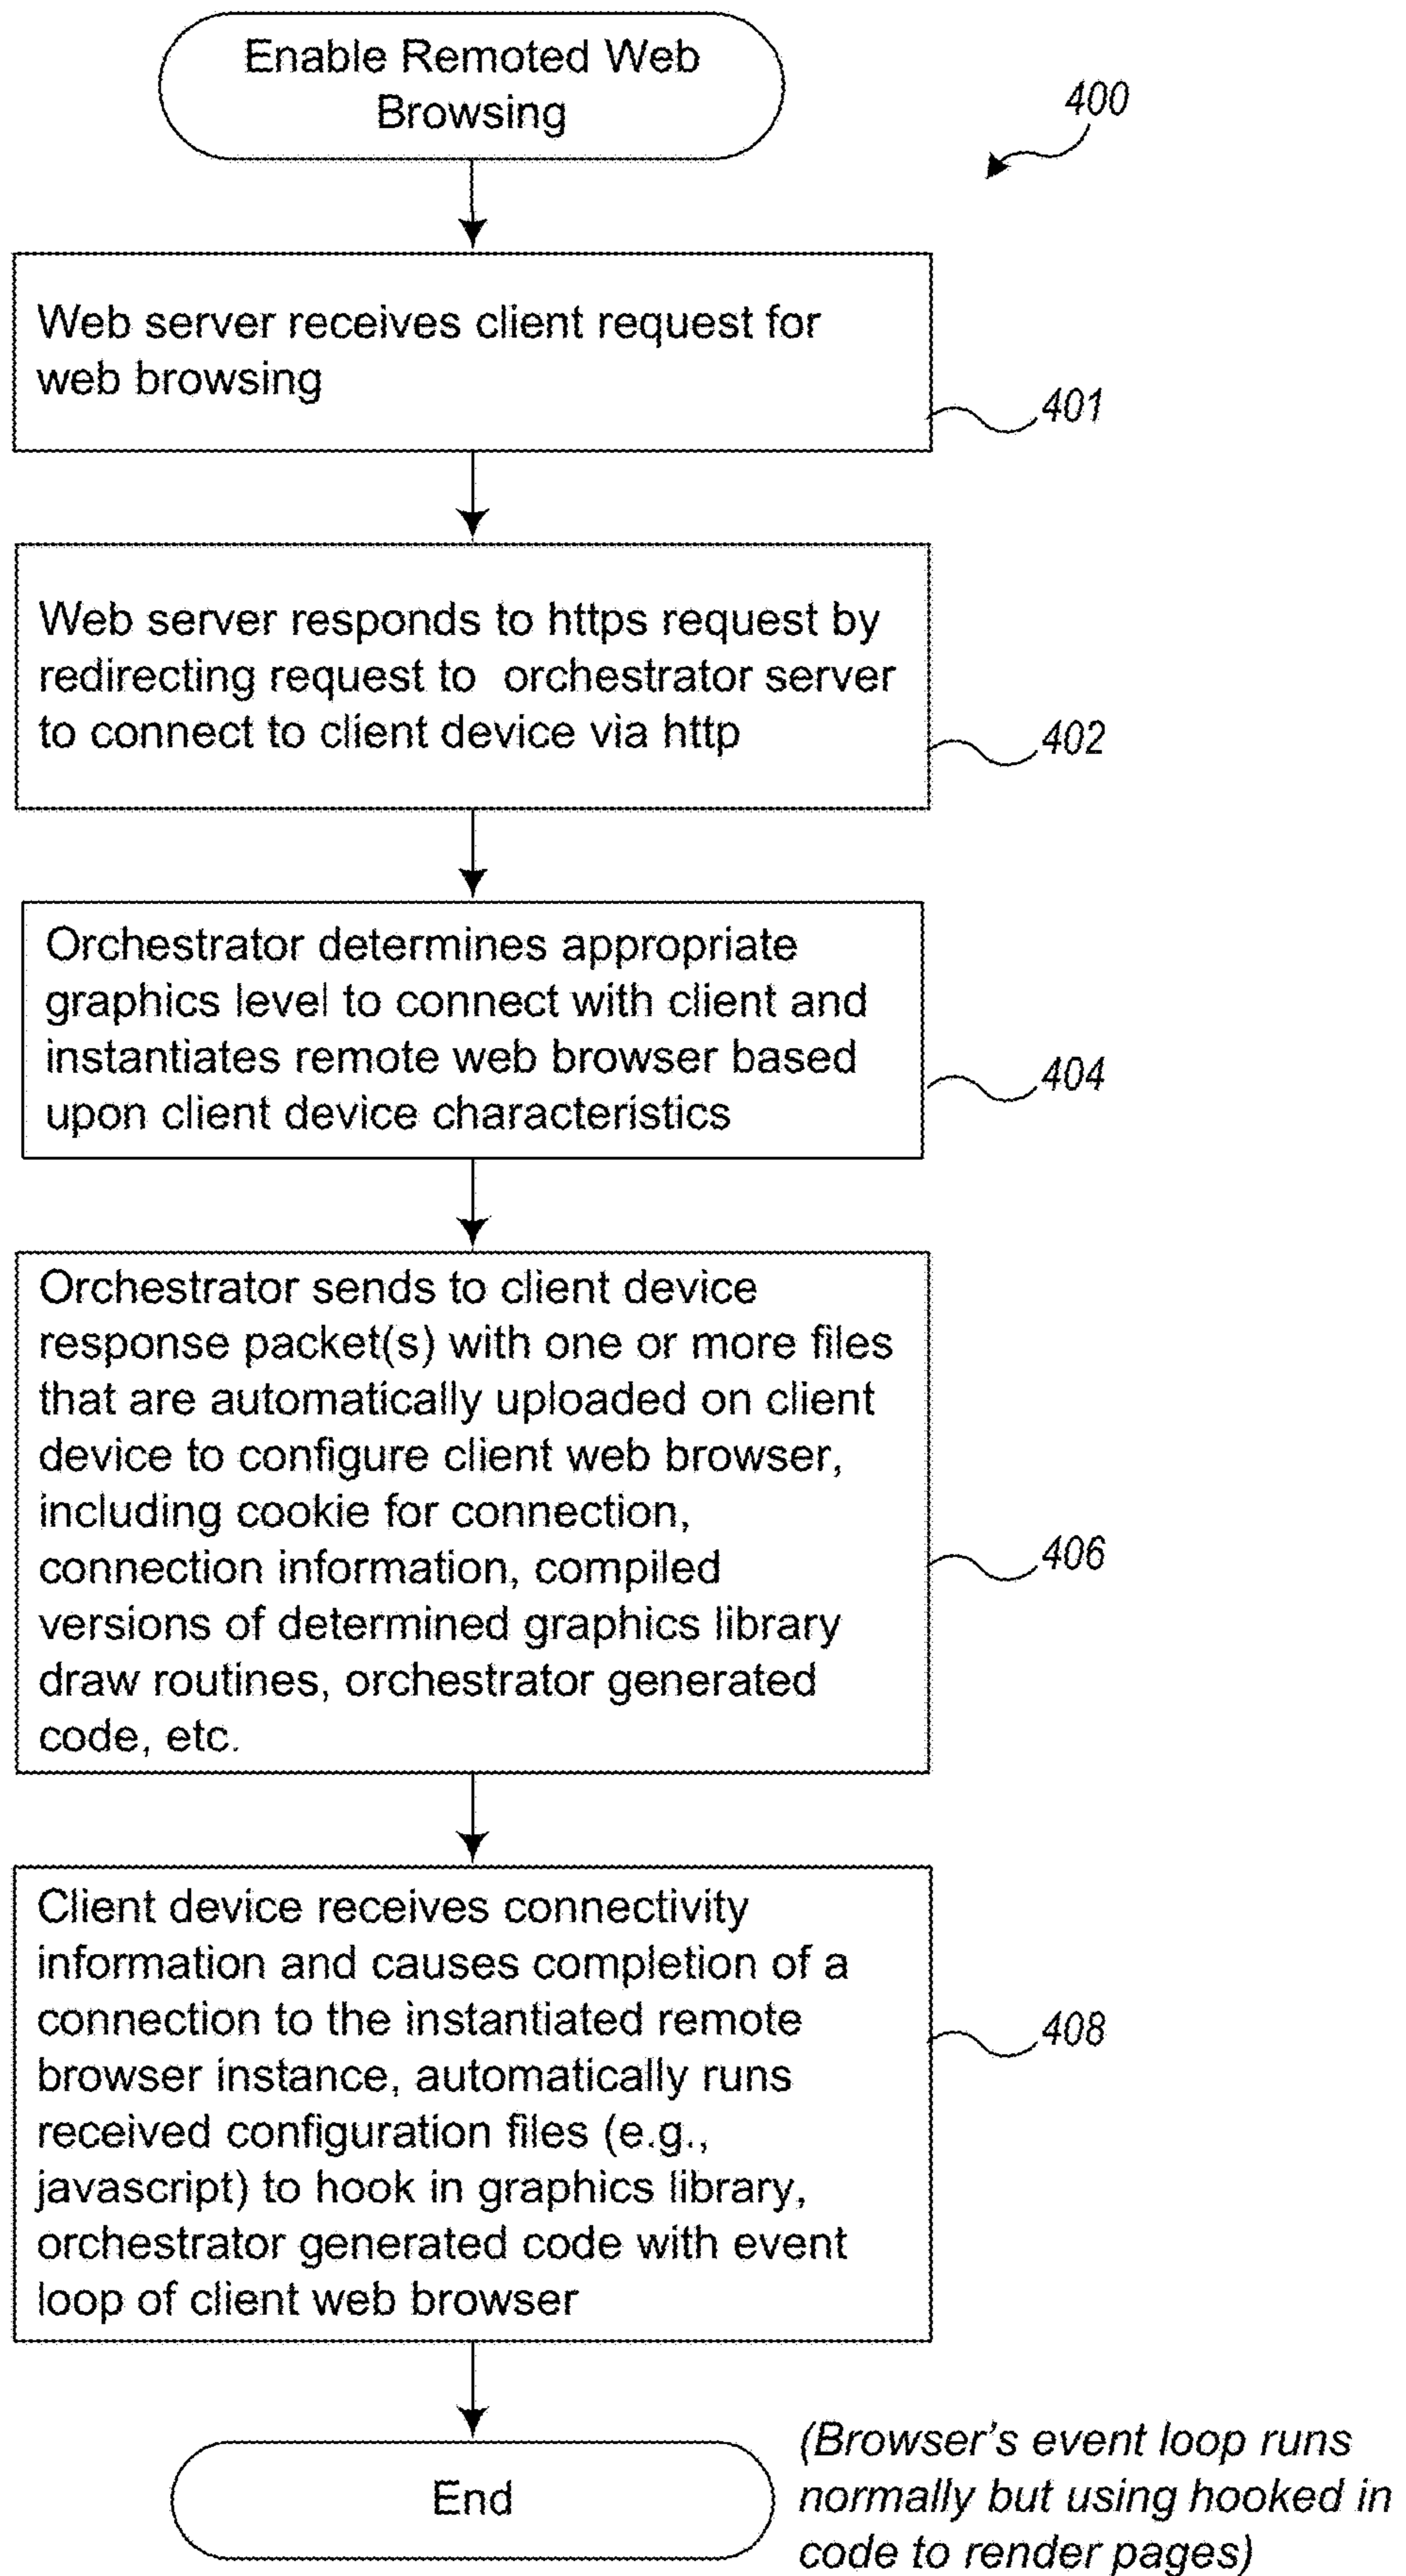 Enable Remoted Web
Browsing
400
Web server receives client request for
web browsing
401
Web server responds to https request by
redirecting request to orchestrator server
to connect to client device via http
402
Orchestrator determines appropriate
graphics level to connect with client and
instantiates remote web browser based
upon client device characteristics
404
Orchestrator sends to client device
response packet(s) with one or more files
that are automatically uploaded on client
device to configure client web browser,
including cookie for connection,
connection information, compiled
versions of determined graphics library
draw routines, orchestrator generated
code, etc.
406
Client device receives connectivity
information and causes completion of a
connection to the instantiated remote
browser instance, automatically runs
received configuration files (e.g.,
javascript) to hook in graphics library,
orchestrator generated code with event
loop of client web browser
408
End
(Browser's event loop runs
normally but using hooked in
code to render pages)